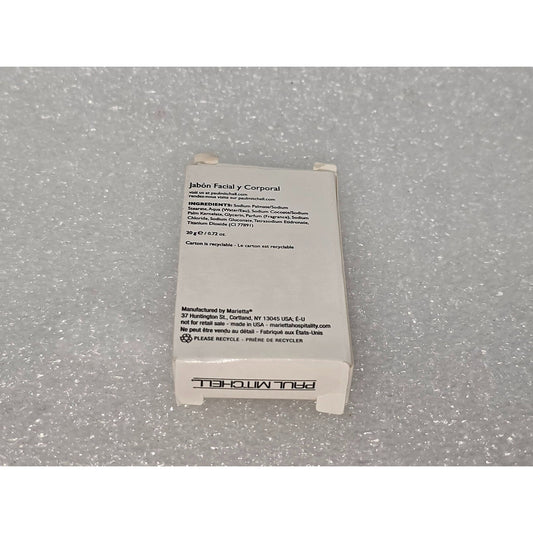 Jabón Facial y Corporal
visit us at paulmitchell.com
rendez-nous visite sur paulmitchell.com
INGREDIENTS: Sodium Palmate/Sodium
Stearate, Aqua (Water/Eau), Sodium Cocoate/Sodium
Palm Kernelate, Glycerin, Parfum (Fragrance), Sodium
Chloride, Sodium Gluconate, Tetrasodium Etidronate,
Titanium Dioxide (CI 77891)
20 g ℮ / 0.72 oz.
Carton is recyclable - Le carton est recyclable
Manufactured by Marietta®
37 Huntington St., Cortland, NY 13045 USA; É-U
not for retail sale - made in USA - mariettahospitality.com
Ne peut être vendu au détail - Fabriqué aux États-Unis
PLEASE RECYCLE - PRIÈRE DE RECYCLER
PAUL MITCHELL